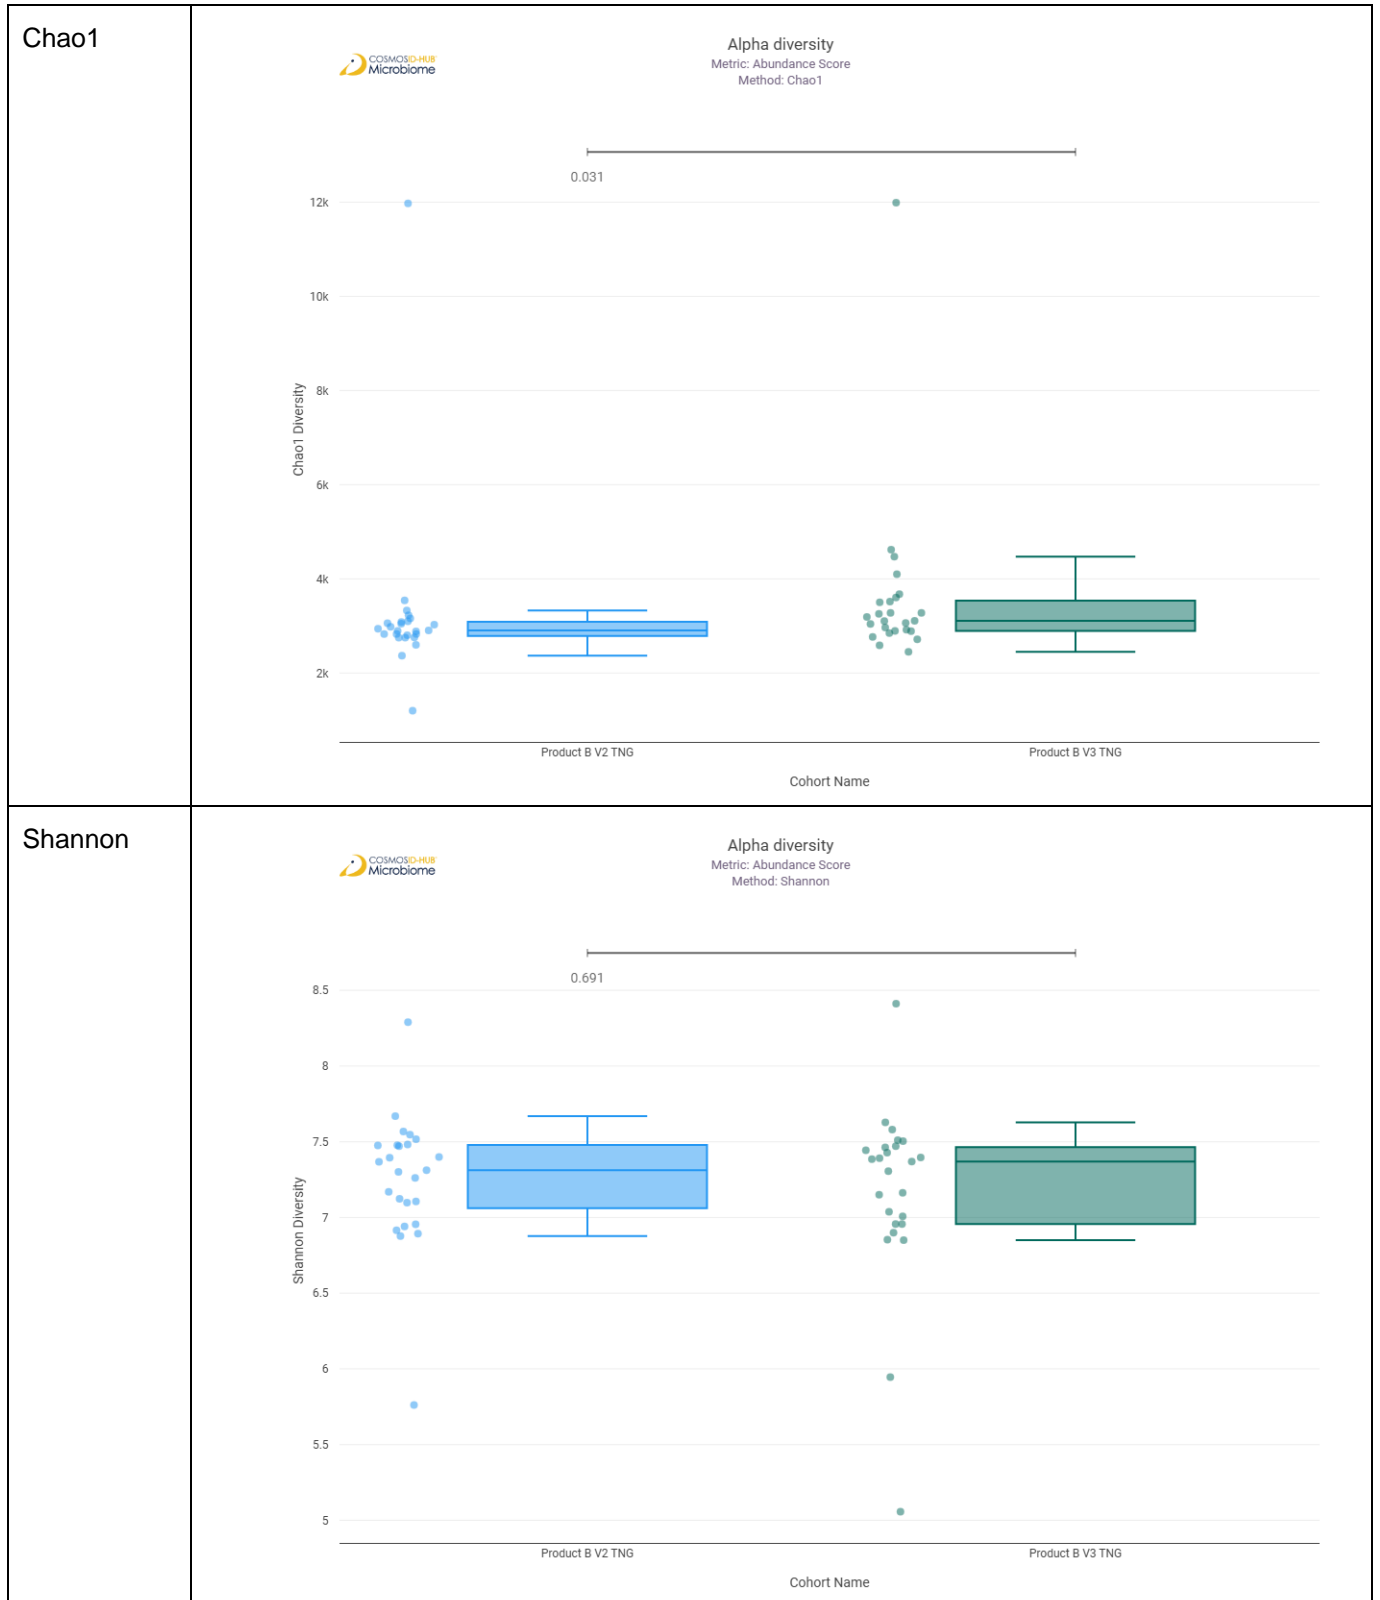 Chao1
COSMOSID-HUB
Microbiome
Alpha diversity
Metric: Abundance Score
Method: Chao1
0.031
12k
10k
8k
6k
4k
2k
Chao1 Diversity
Product B V2 TNG
Product B V3 TNG
Cohort Name
Shannon
COSMOSID-HUB
Microbiome
Alpha diversity
Metric: Abundance Score
Method: Shannon
0.691
8.5
8
7.5
7
6.5
6
5.5
5
Shannon Diversity
Product B V2 TNG
Product B V3 TNG
Cohort Name